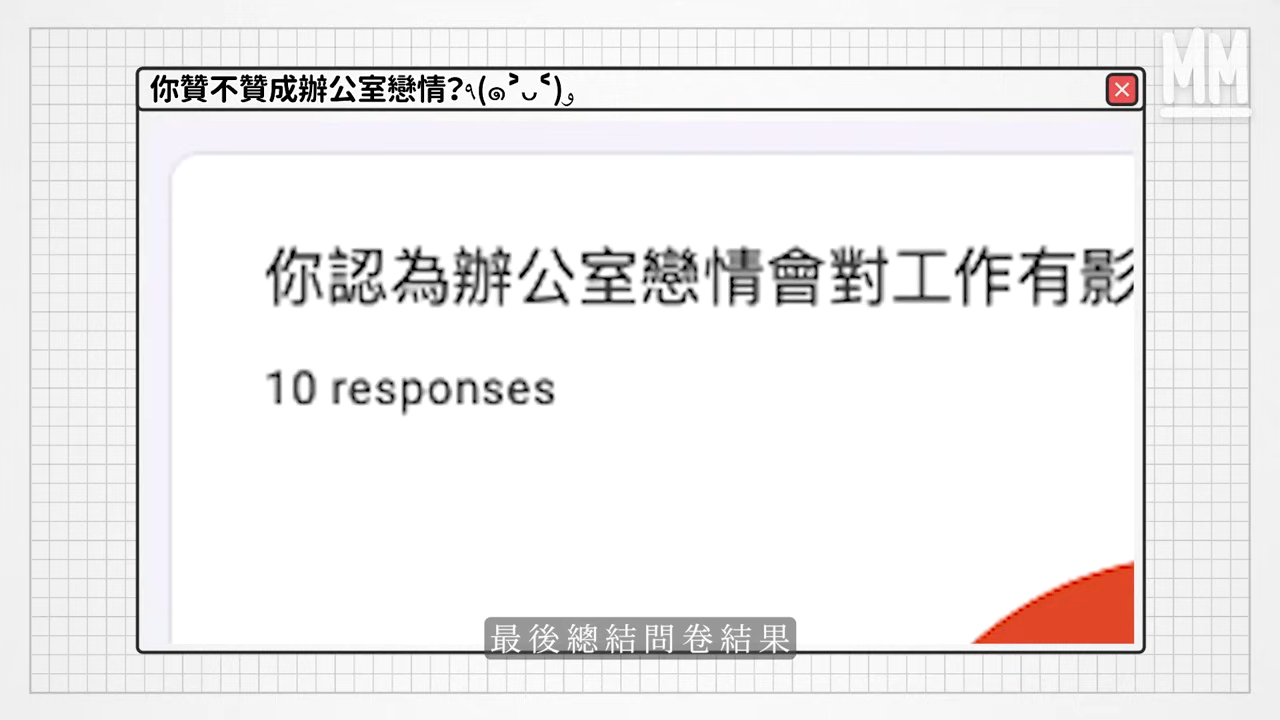 你贊不贊成辦公室戀情?٩(๑˃̵ᴗ˂̵)و
MM
你認為辦公室戀情會對工作有影
10 responses
最後總結問卷結果